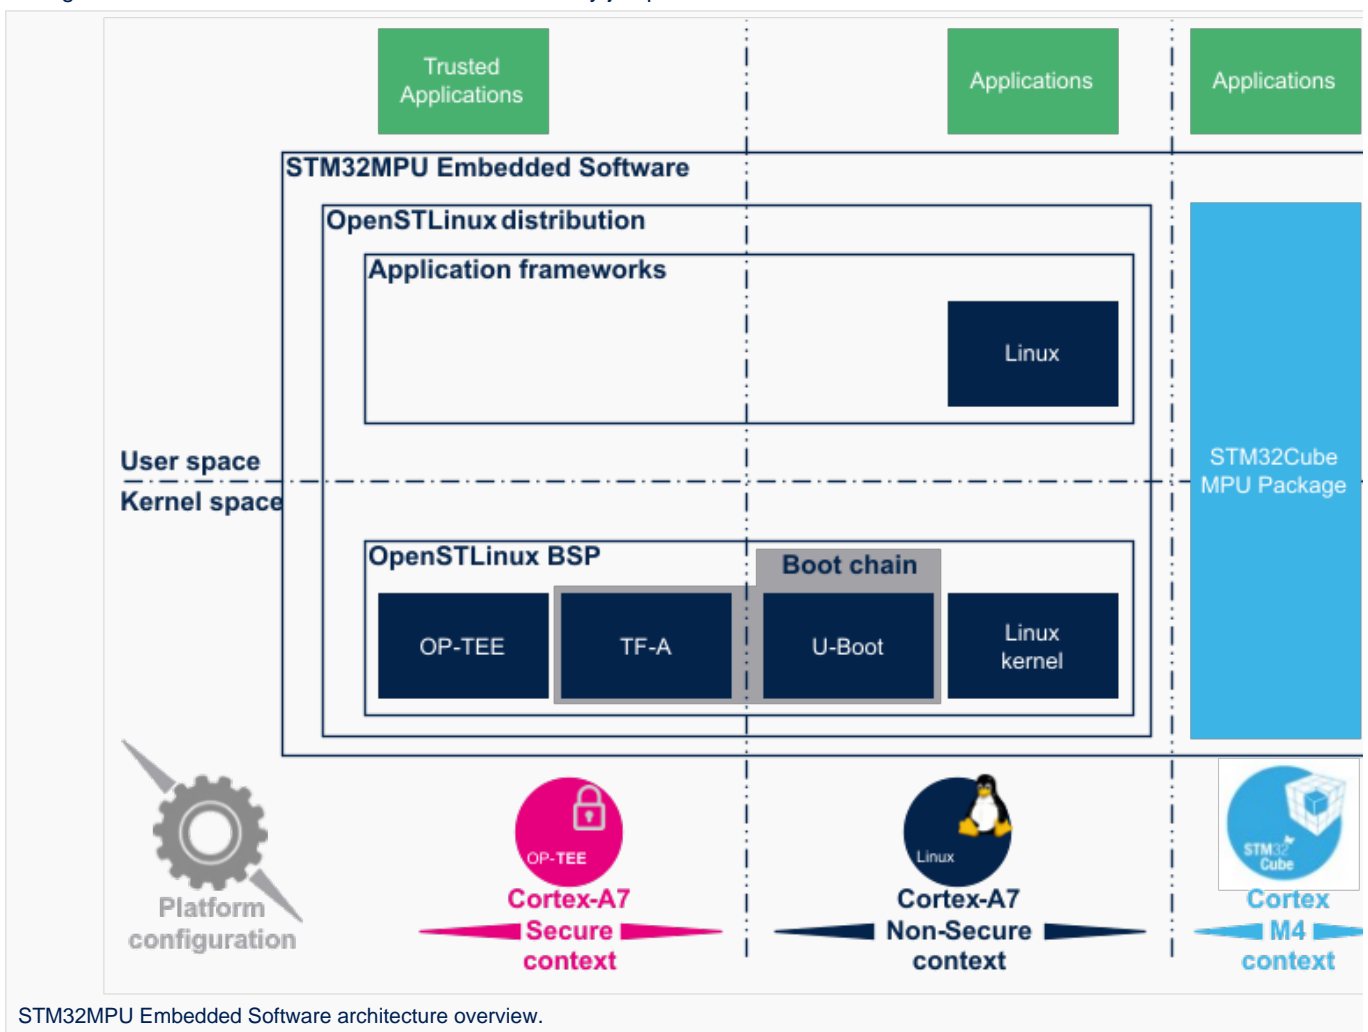 Trusted
Applications
Applications
Applications
STM32MPU Embedded Software
OpenSTLinux distribution
Application frameworks
Linux
User space
Kernel space
STM32Cube
MPU Package
OpenSTLinux BSP
Boot chain
OP-TEE
TF-A
U-Boot
Linux
kernel
Platform
configuration
OP-TEE
Cortex-A7
Secure
context
Linux
Cortex-A7
Non-Secure
context
STM32
Cube
Cortex
M4
context
STM32MPU Embedded Software architecture overview.